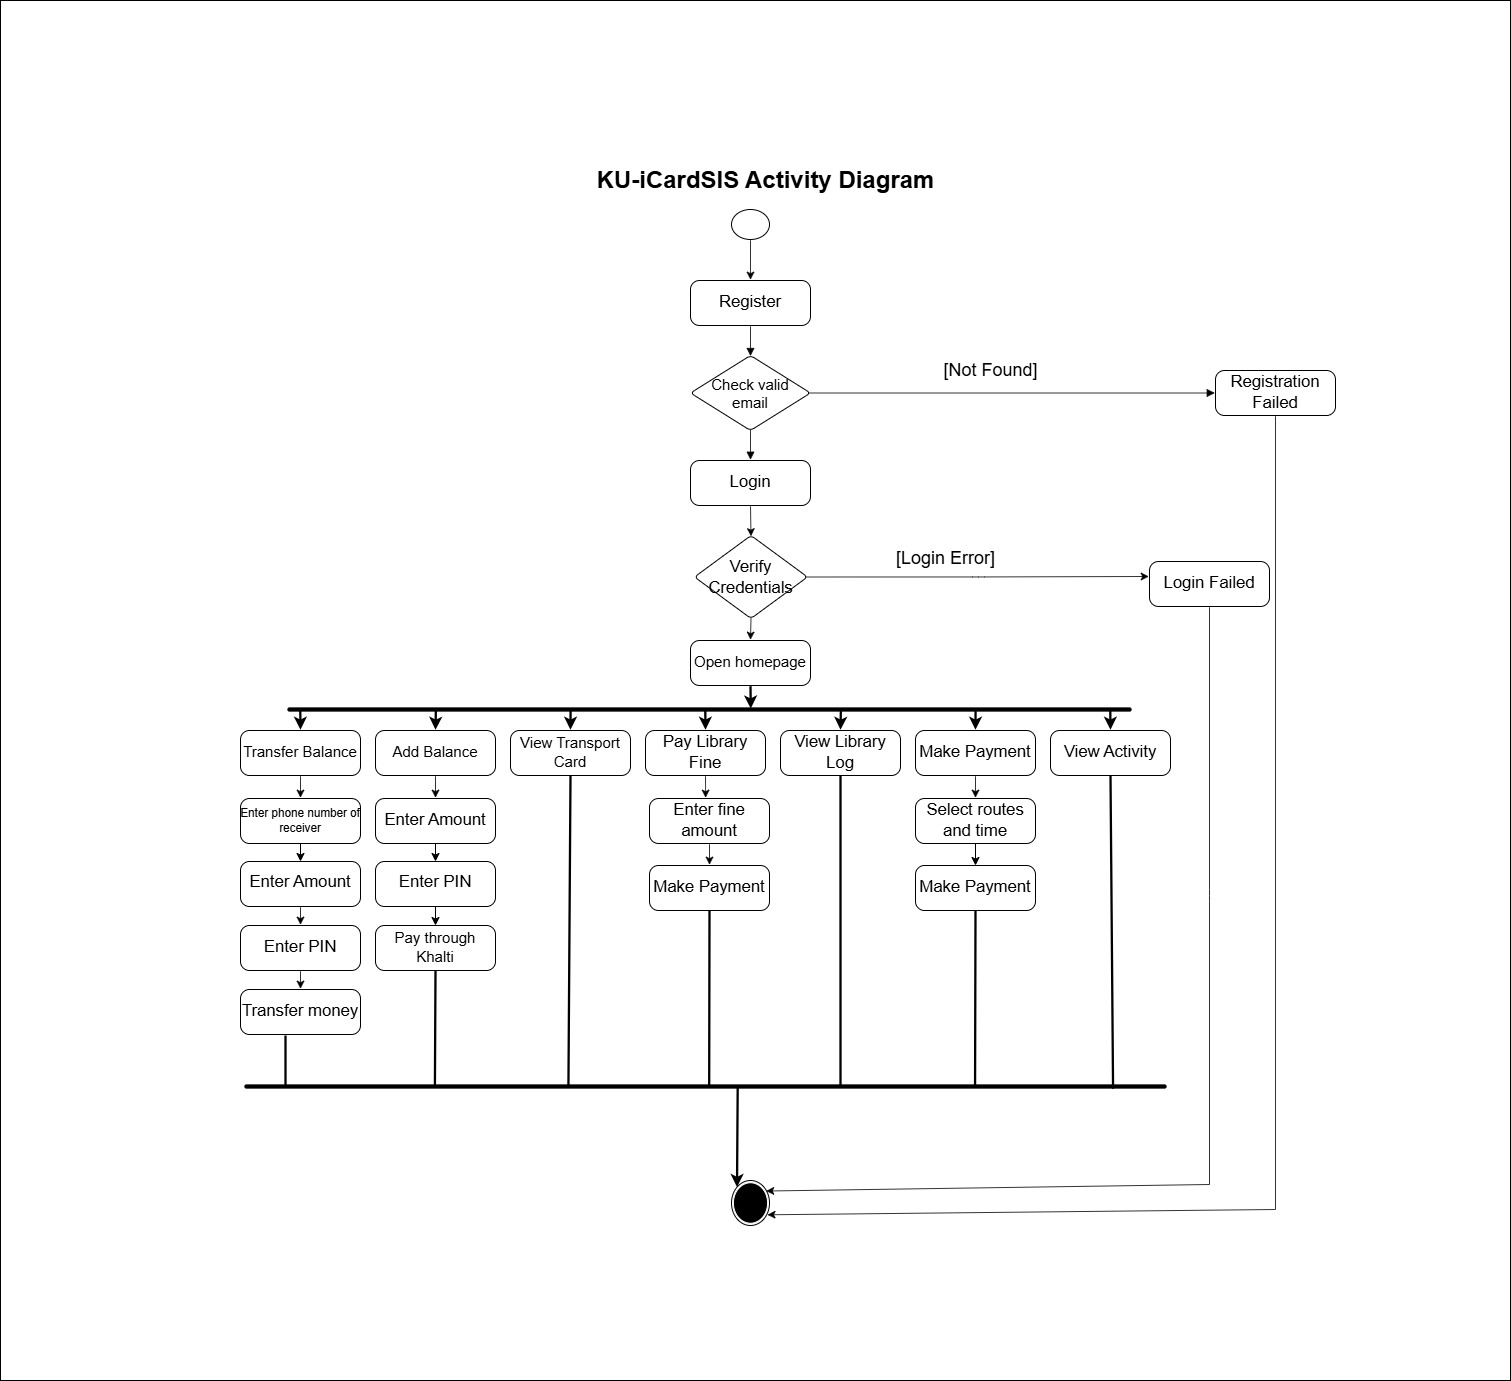 KU-iCardSIS Activity Diagram
Register
Check valid
email
[Not Found]
Registration
Failed
Login
Verify
Credentials
[Login Error]
Login Failed
Open homepage
Transfer Balance
Add Balance
View Transport
Card
Pay Library
Fine
View Library
Log
Make Payment
View Activity
Enter phone number of
receiver
Enter Amount
Enter fine
amount
Select routes
and time
Enter Amount
Enter PIN
Make Payment
Make Payment
Enter PIN
Pay through
Khalti
Transfer money